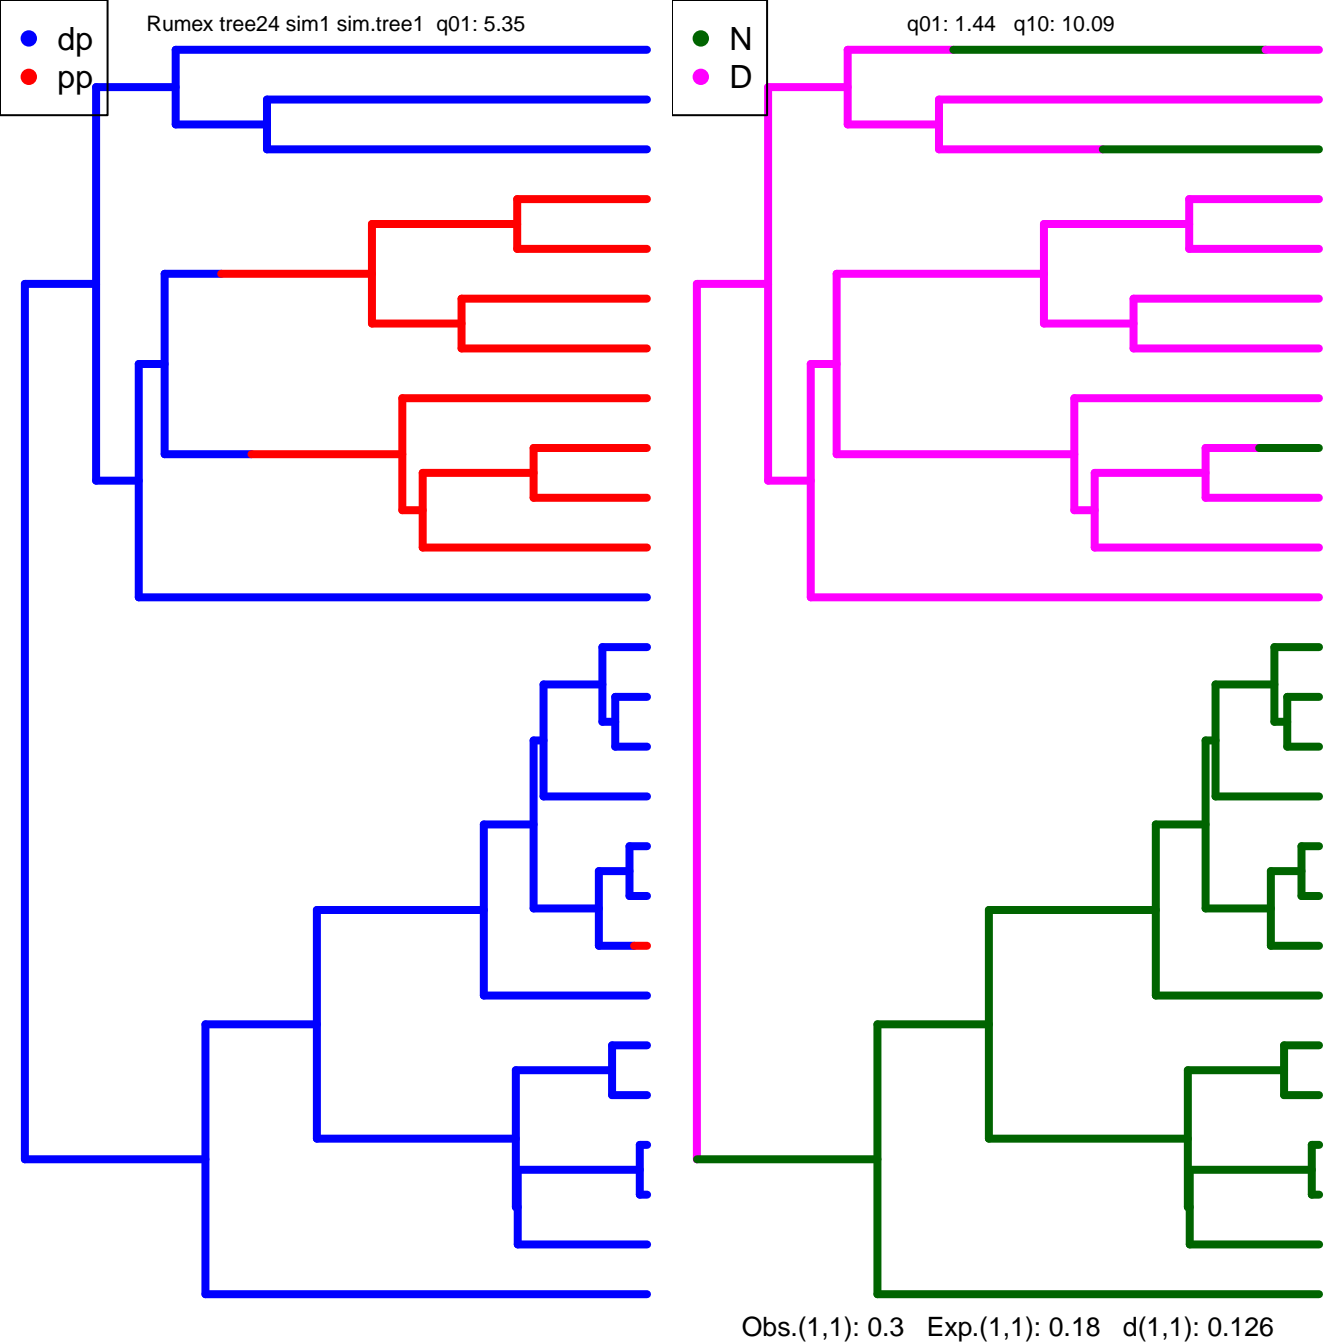 Rumex tree24 sim1 sim.tree1  q01: 5.35
dp
pp
q01: 1.44   q10: 10.09
N
D
Obs.(1,1): 0.3   Exp.(1,1): 0.18   d(1,1): 0.126